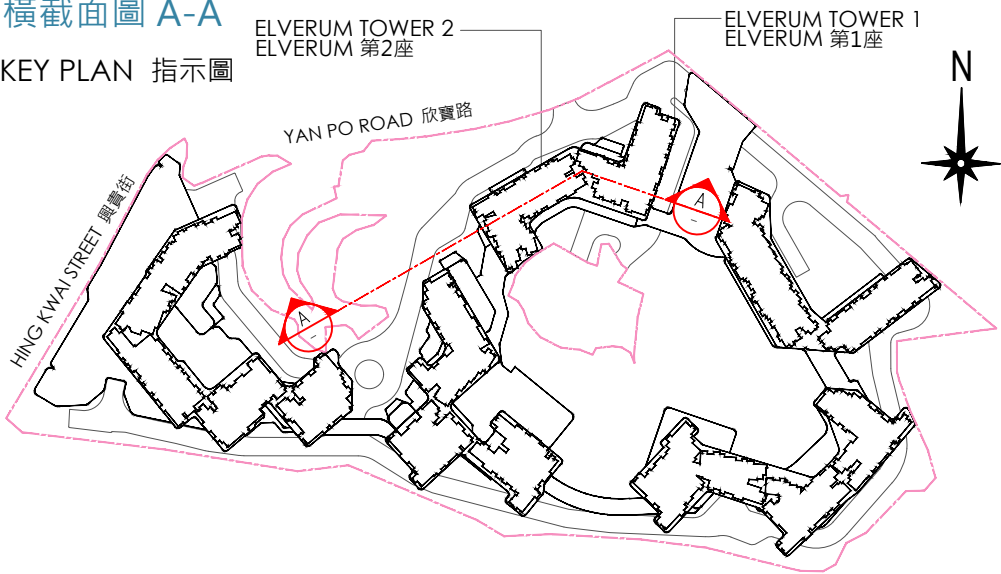 橫截面圖 A-A
KEY PLAN 指示圖
ELVERUM TOWER 2
ELVERUM 第2座
ELVERUM TOWER 1
ELVERUM 第1座
N
YAN PO ROAD 欣寶路
HING KWAI STREET 興貴街
A
-
A
-